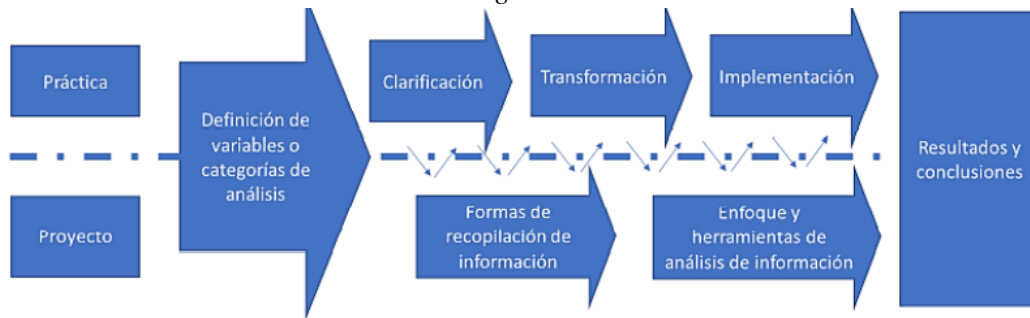 Práctica
Proyecto
Definición de
variables o
categorías de
análisis
Clarificación
Transformación
Implementación
Formas de
recopilación de
información
Enfoque y
herramientas de
análisis de información
Resultados y
conclusiones